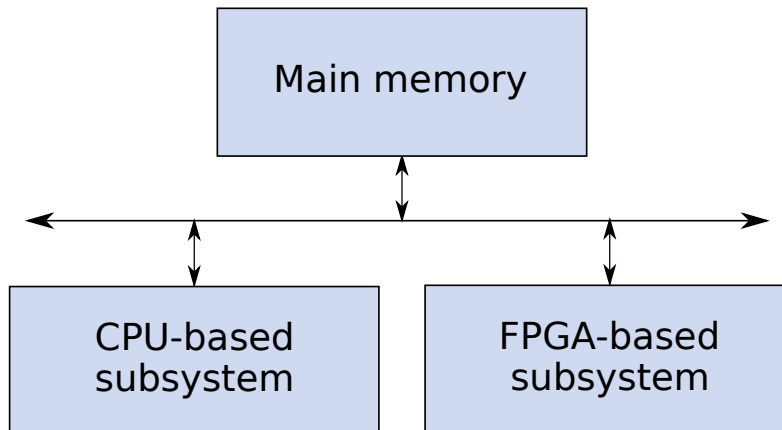 Main memory
CPU-based
subsystem
FPGA-based
subsystem